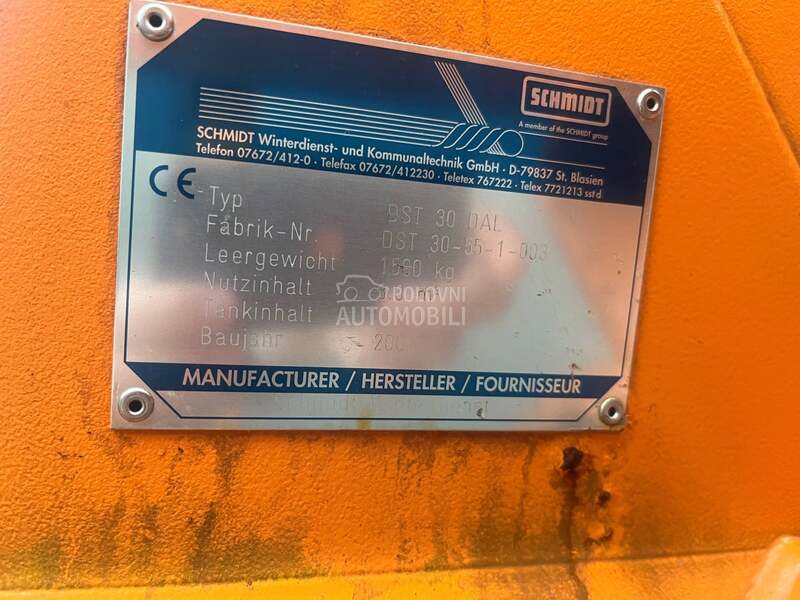 SCHMIDT
A member of the SCHMIDT group
SCHMIDT Winterdienst- und Kommunaltechnik GmbH · D-79837 St. Blasien
Telefon 07672/412-0 · Telefax 07672/412230 · Teletex 767222 · Telex 7721213 sst d
CE
Typ DST 30 DAL
Fabrik-Nr. DST
Leergewicht kg
Nutzinhalt
Tankinhalt
Baujahr
POLOVNI
AUTOMOBILI
MANUFACTURER / HERSTELLER / FOURNISSEUR